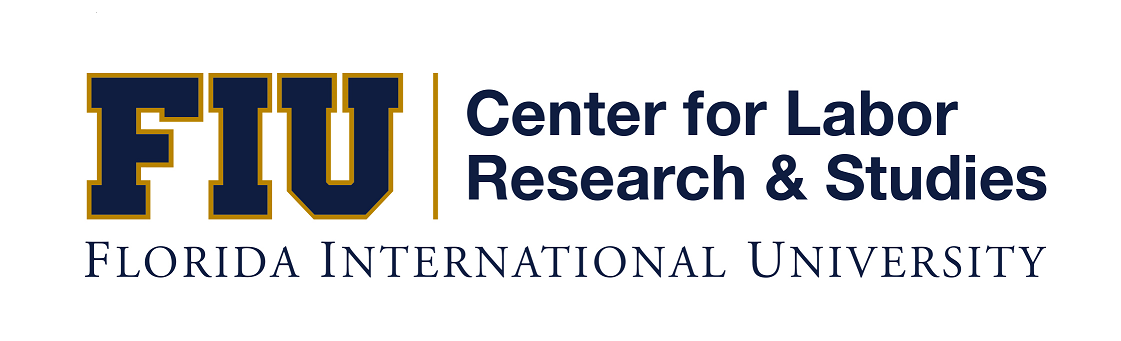 FIU
Center for Labor
Research & Studies
FLORIDA INTERNATIONAL UNIVERSITY